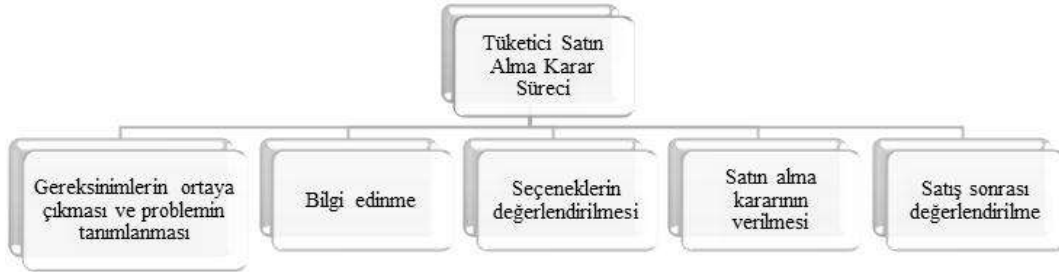 Tüketici Satın
Alma Karar
Süreci
Gereksinimlerin ortaya
çıkması ve problemin
tanımlanması
Bilgi edinme
Seçeneklerin
değerlendirilmesi
Satın alma
kararının
verilmesi
Satış sonrası
değerlendirilme